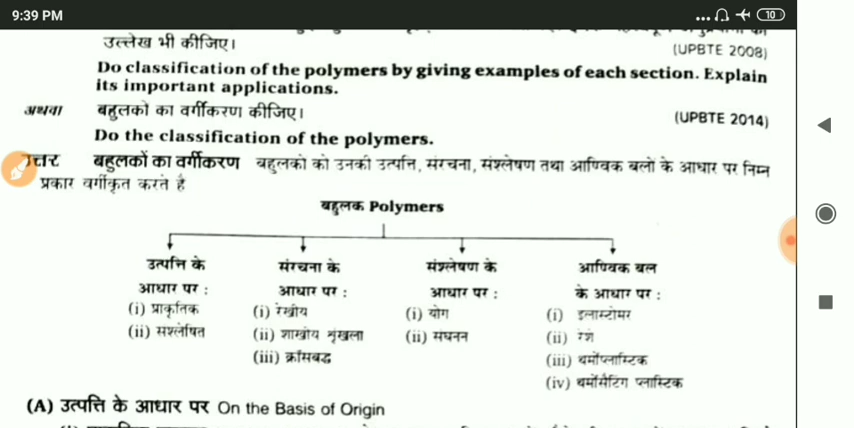 9:39 PM
10
उल्लेख भी कीजिए।
(UPBTE 2008)
Do classification of the polymers by giving examples of each section. Explain
its important applications.
अथवा बहुलको का वर्गीकरण कीजिए।
(UPBTE 2014)
Do the classification of the polymers.
उत्तर बहुलकों का वर्गीकरण बहुलको को उनकी उत्पत्ति, संरचना, संश्लेषण तथा आण्विक बलों के आधार पर निम्न
प्रकार वर्गीकृत करते है
बहुलक Polymers
उत्पत्ति के
आधार पर :
(i) प्राकृतिक
(ii) सश्लेषित
संरचना के
आधार पर :
(i) रेखीय
(ii) शाखीय शृंखला
(iii) क्रॉसबद्ध
संश्लेषण के
आधार पर :
(i) योग
(ii) संघनन
आण्विक बल
के आधार पर :
(i) इलास्टोमर
(ii) रेशे
(iii) थर्मोप्लास्टिक
(iv) थर्मोसैटिंग प्लास्टिक
(A) उत्पत्ति के आधार पर On the Basis of Origin